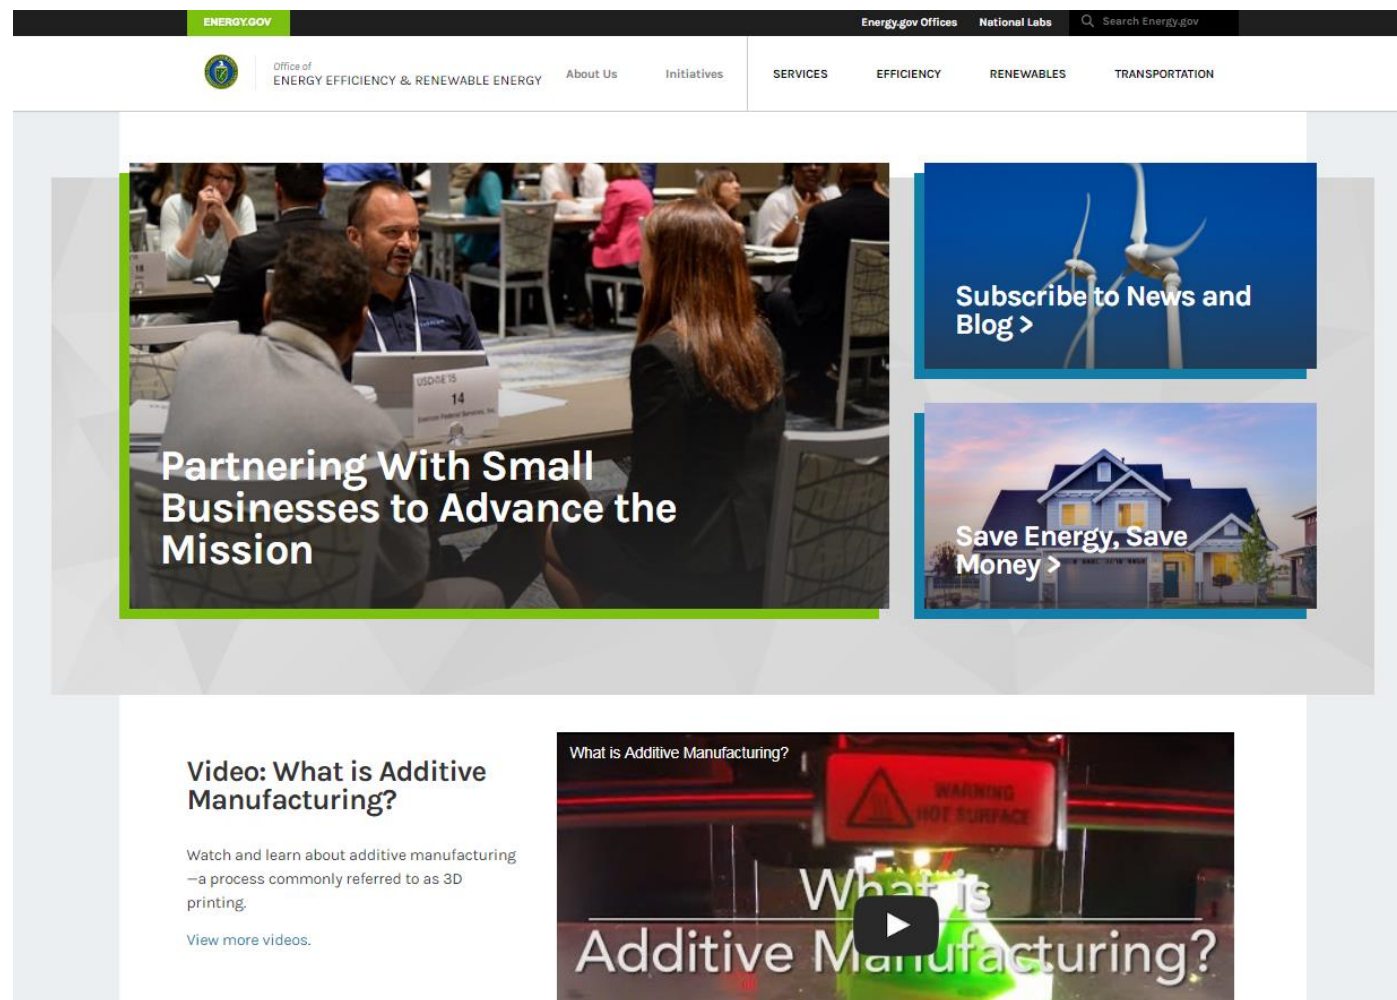 ENERGY.GOV
Energy.gov Offices
National Labs
Search Energy.gov
Office of
ENERGY EFFICIENCY & RENEWABLE ENERGY
About Us
Initiatives
SERVICES
EFFICIENCY
RENEWABLES
TRANSPORTATION
14
Partnering With Small
Businesses to Advance the
Mission
Subscribe to News and
Blog >
Save Energy, Save
Money >
Video: What is Additive
Manufacturing?
Watch and learn about additive manufacturing
—a process commonly referred to as 3D
printing.
View more videos.
What is Additive Manufacturing?
WARNING
HOT SURFACE
What is
Additive Manufacturing?